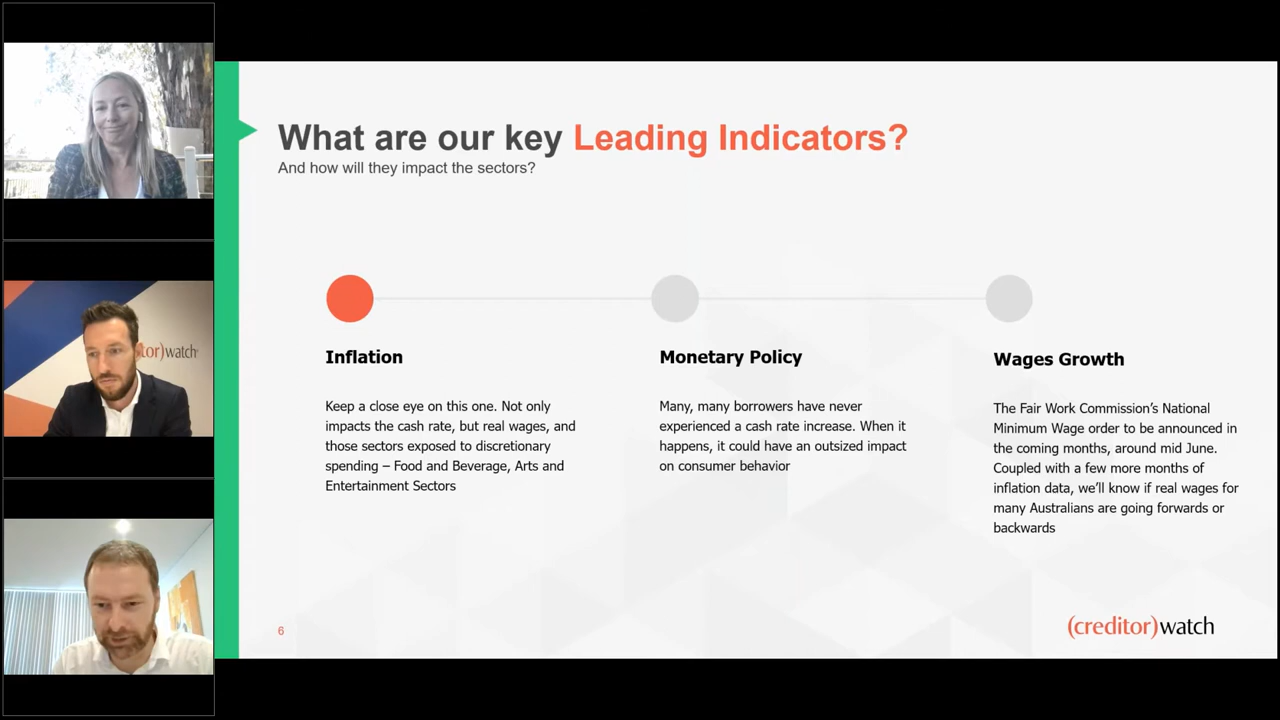 What are our key Leading Indicators?
And how will they impact the sectors?
Inflation
Keep a close eye on this one. Not only
impacts the cash rate, but real wages, and
those sectors exposed to discretionary
spending – Food and Beverage, Arts and
Entertainment Sectors
Monetary Policy
Many, many borrowers have never
experienced a cash rate increase. When it
happens, it could have an outsized impact
on consumer behavior
Wages Growth
The Fair Work Commission's National
Minimum Wage order to be announced in
the coming months, around mid June.
Coupled with a few more months of
inflation data, we'll know if real wages for
many Australians are going forwards or
backwards
6
(creditor)watch
tor)watch